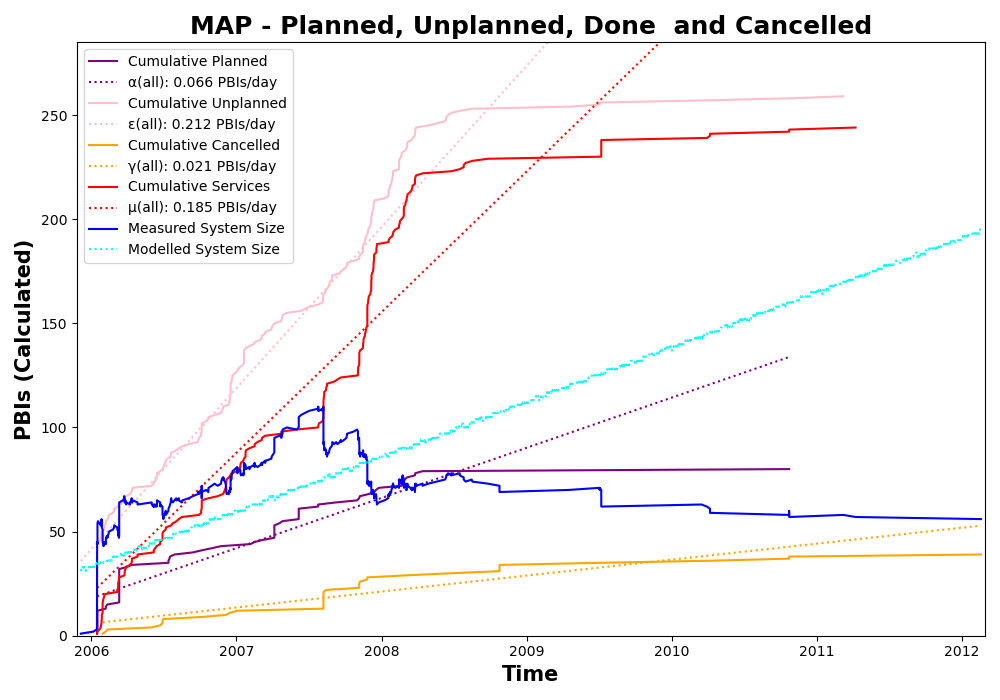 MAP - Planned, Unplanned, Done  and Cancelled
Cumulative Planned
α(all): 0.066 PBIs/day
Cumulative Unplanned
ε(all): 0.212 PBIs/day
Cumulative Cancelled
γ(all): 0.021 PBIs/day
Cumulative Services
μ(all): 0.185 PBIs/day
Measured System Size
Modelled System Size
PBIs (Calculated)
250
200
150
100
50
0
2006 2007 2008 2009 2010 2011 2012
Time